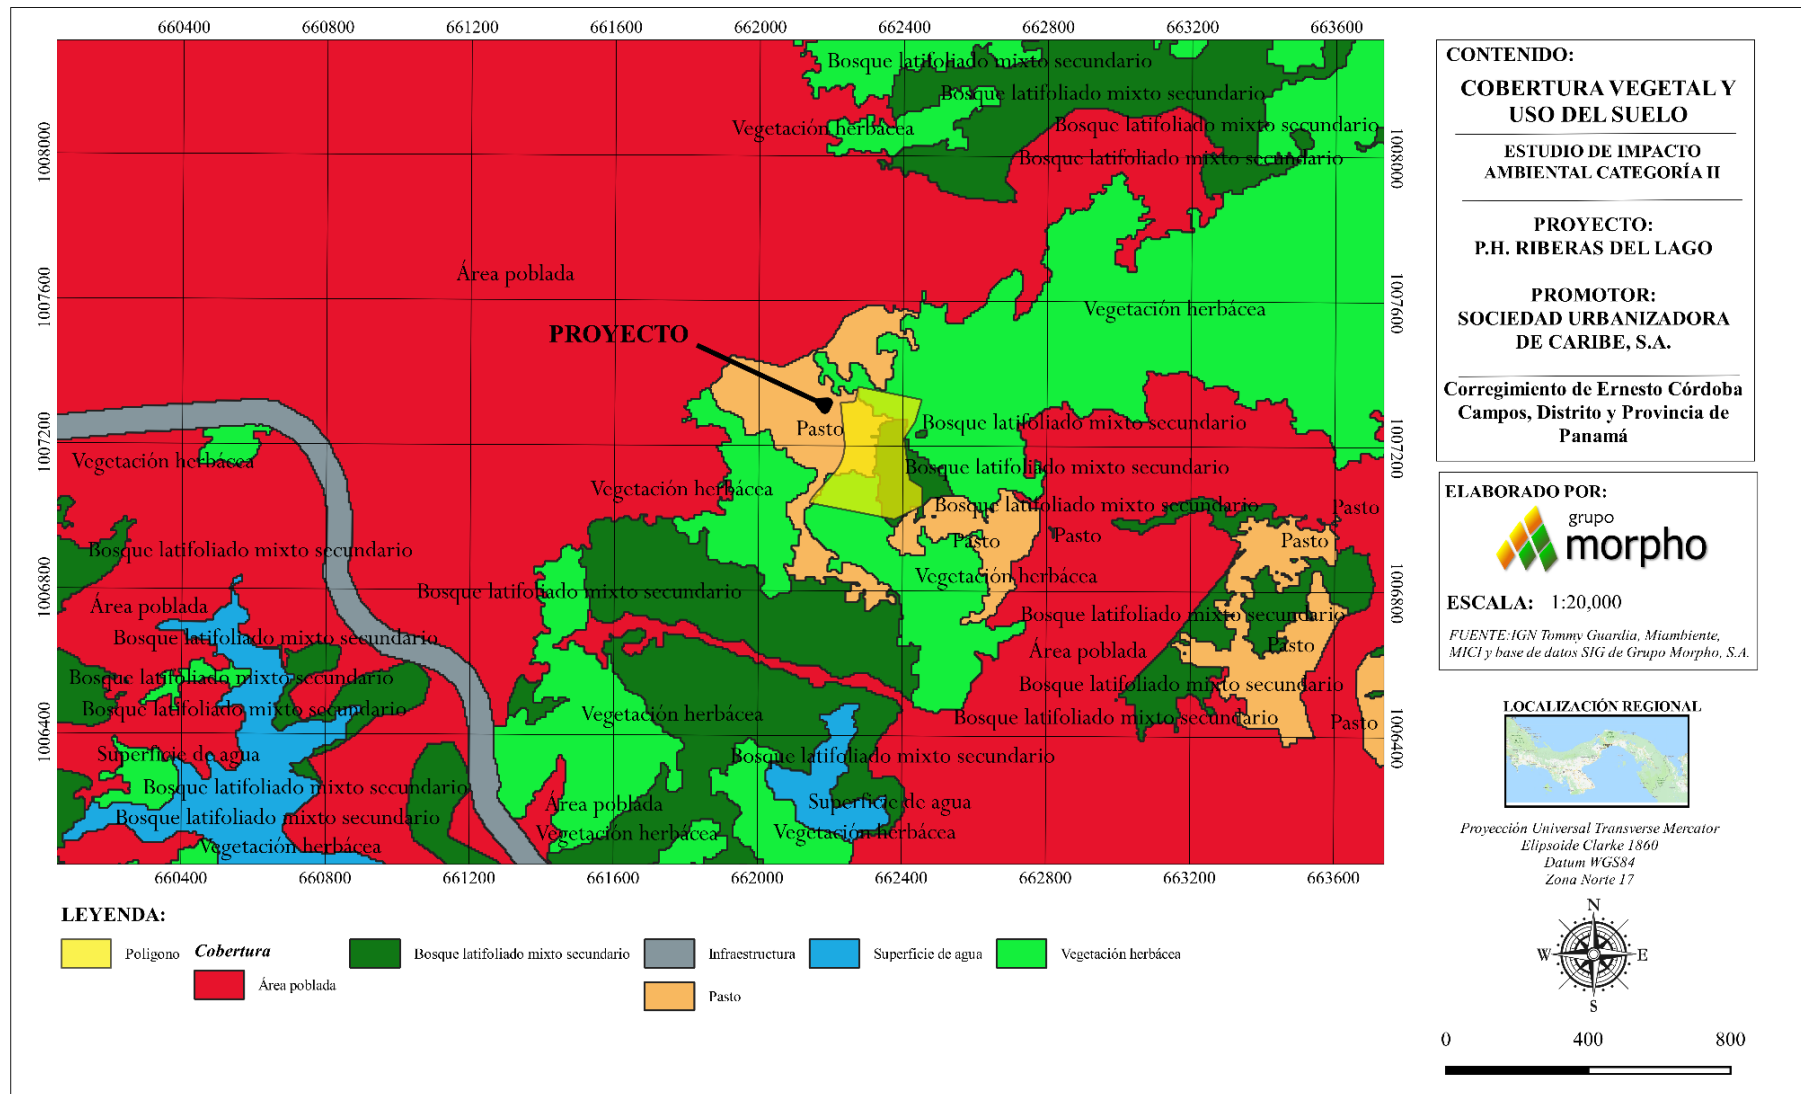 660400 660800 661200 661600 662000 662400 662800 663200 663600
Bosque latifoliado mixto secundario
Bosque latifoliado mixto secundario
Vegetación herbácea
Bosque latifoliado mixto secundario
Bosque latifoliado mixto secundario
1008000
1008000
Área poblada
1007600
1007600
Vegetación herbácea
PROYECTO
Pasto
Bosque latifoliado mixto secundario
1007200
1007200
Vegetación herbácea
Bosque latifoliado mixto secundario
Vegetación herbácea
Bosque latifoliado mixto secundario
Pasto
Pasto
Pasto
Pasto
Bosque latifoliado mixto secundario
Vegetación herbácea
1006800
1006800
Bosque latifoliado mixto secundario
Área poblada
Bosque latifoliado mixto secundario
Bosque latifoliado mixto secundario
Pasto
Área poblada
Bosque latifoliado mixto secundario
Bosque latifoliado mixto secundario
Bosque latifoliado mixto secundario
Vegetación herbácea
Bosque latifoliado mixto secundario
Pasto
1006400
1006400
Superficie de agua
Bosque latifoliado mixto secundario
Bosque latifoliado mixto secundario
Área poblada
Superficie de agua
Bosque latifoliado mixto secundario
Vegetación herbácea
Vegetación herbácea
Vegetación herbácea
660400 660800 661200 661600 662000 662400 662800 663200 663600
LEYENDA:
Poligono
Cobertura
Área poblada
Bosque latifoliado mixto secundario
Infraestructura
Pasto
Superficie de agua
Vegetación herbácea
CONTENIDO:
COBERTURA VEGETAL Y
USO DEL SUELO
ESTUDIO DE IMPACTO
AMBIENTAL CATEGORÍA II
PROYECTO:
P.H. RIBERAS DEL LAGO
PROMOTOR:
SOCIEDAD URBANIZADORA
DE CARIBE, S.A.
Corregimiento de Ernesto Córdoba
Campos, Distrito y Provincia de
Panamá
ELABORADO POR:
grupo
morpho
ESCALA: 1:20,000
FUENTE:IGN Tommy Guardia, Miambiente,
MICI y base de datos SIG de Grupo Morpho, S.A.
LOCALIZACIÓN REGIONAL
Proyección Universal Transverse Mercator
Elipsoide Clarke 1860
Datum WGS84
Zona Norte 17
N
W E
S
0 400 800